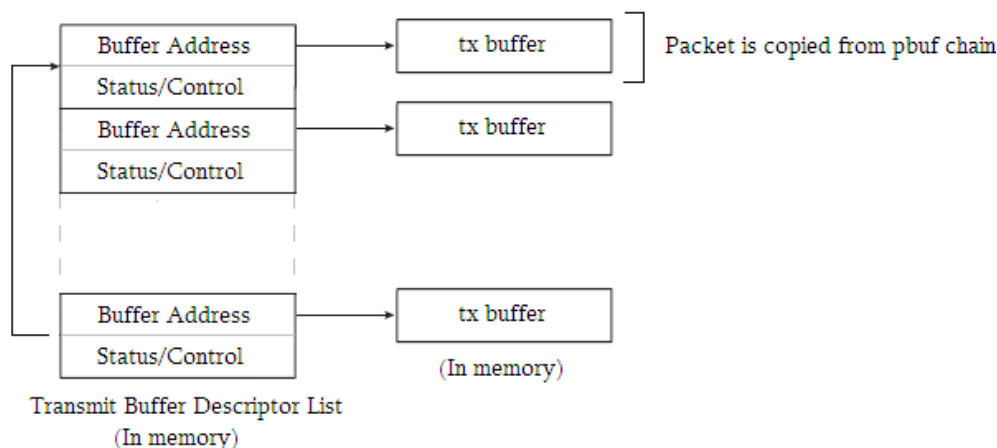 Buffer Address
tx buffer
Packet is copied from pbuf chain
Status/Control
Buffer Address
tx buffer
Status/Control
Buffer Address
tx buffer
Status/Control
(In memory)
Transmit Buffer Descriptor List
(In memory)